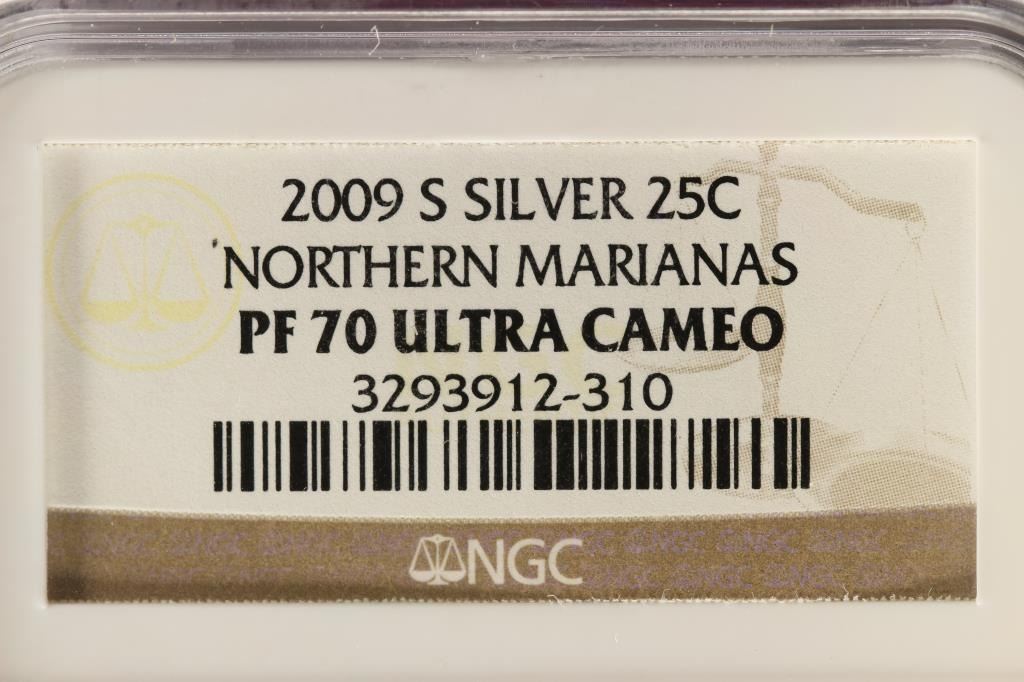 2009 S SILVER 25C
NORTHERN MARIANAS
PF 70 ULTRA CAMEO
3293912-310
NGC